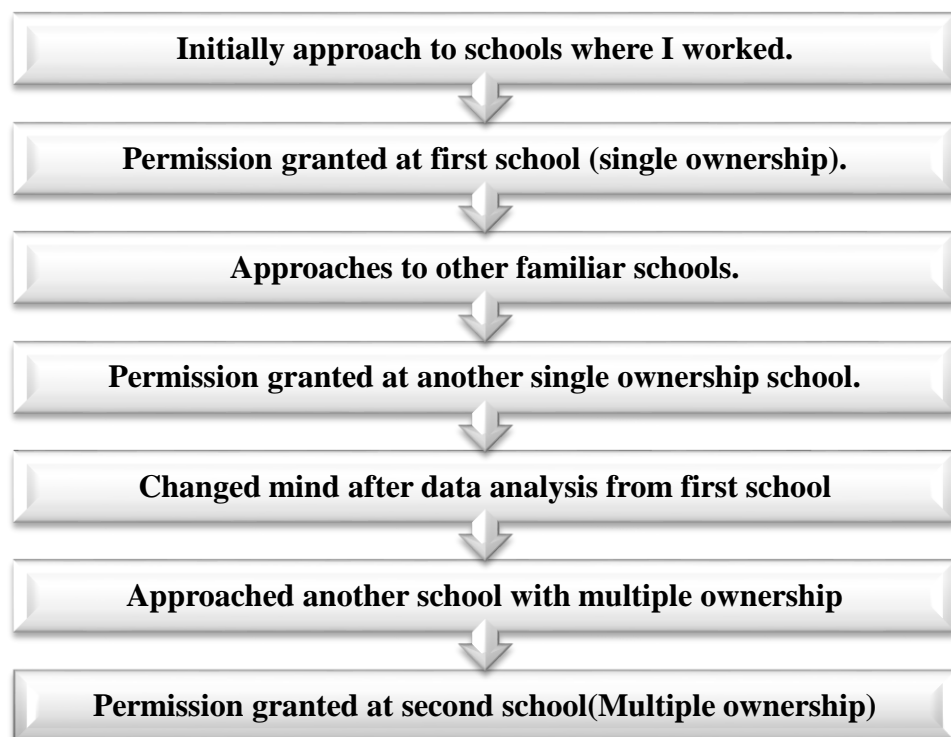 Initially approach to schools where I worked.
Permission granted at first school (single ownership).
Approaches to other familiar schools.
Permission granted at another single ownership school.
Changed mind after data analysis from first school
Approached another school with multiple ownership
Permission granted at second school(Multiple ownership)